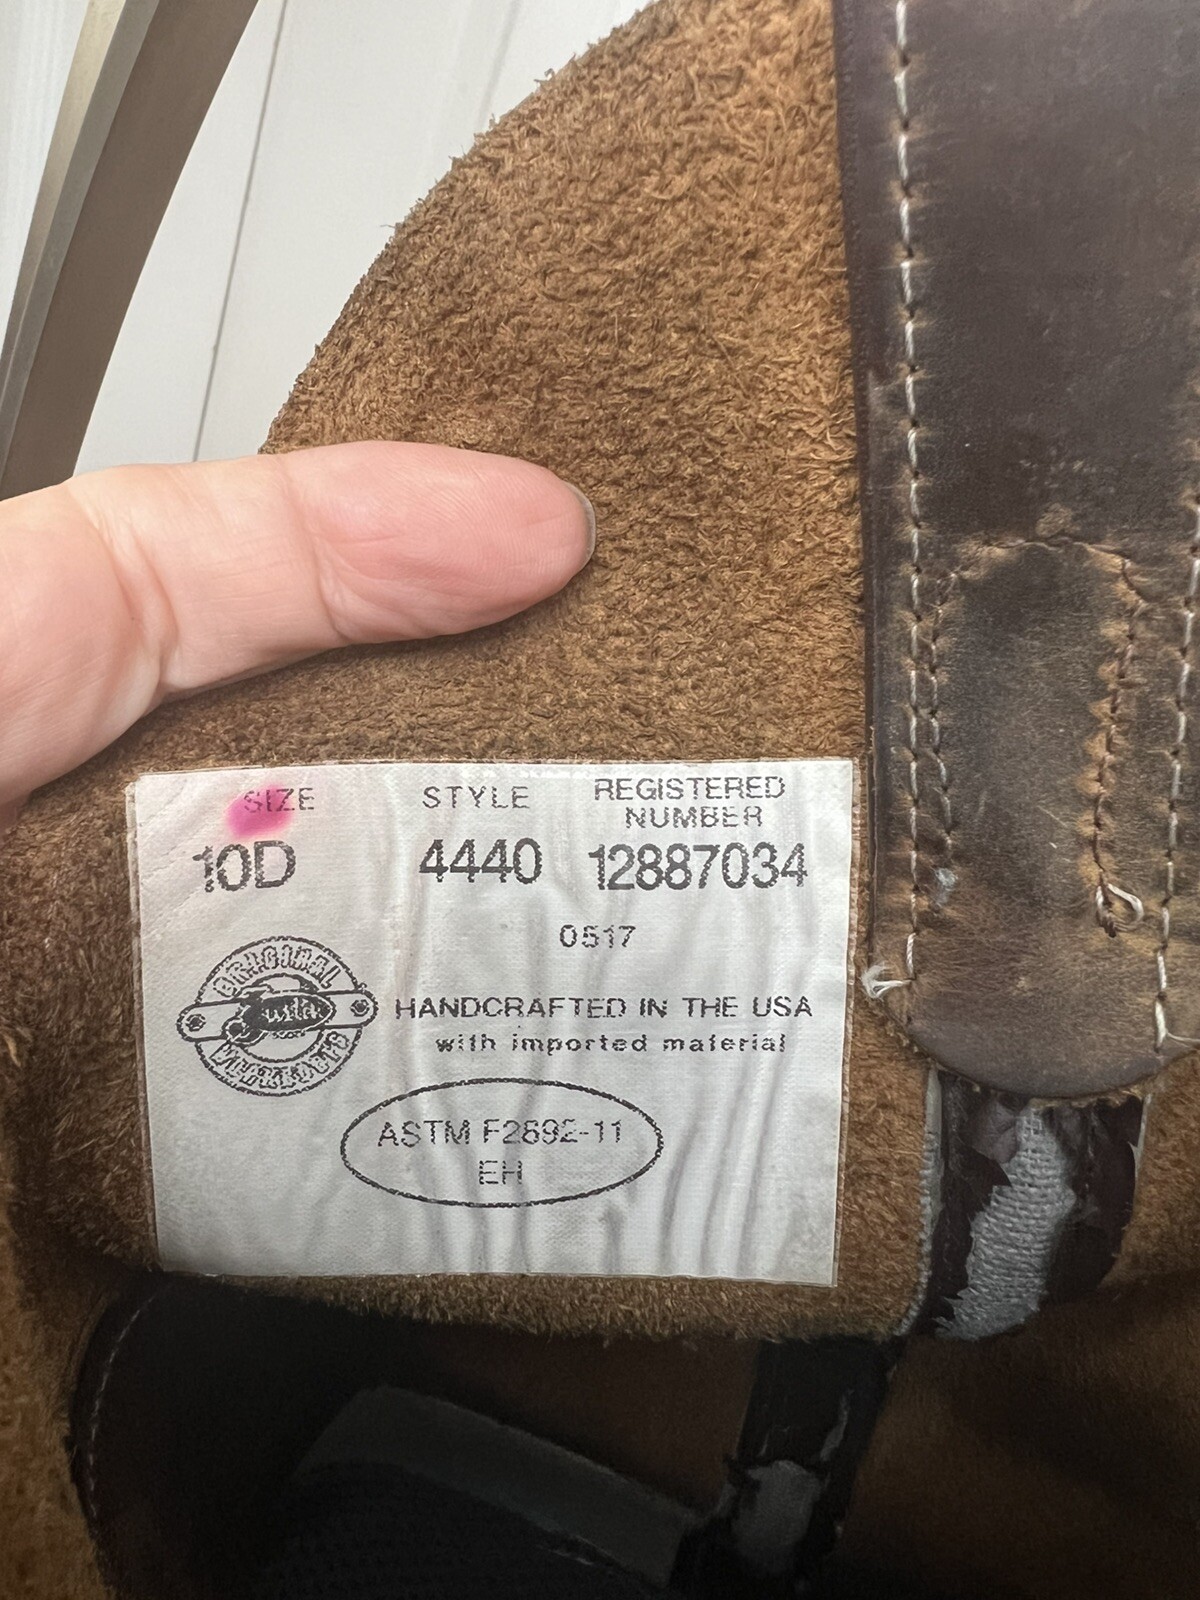 SIZE STYLE REGISTERED NUMBER
10D 4440 12887034
0517
ORIGINAL
HANDCRAFTED IN THE USA
with imported material
ASTM F2892-11
EH